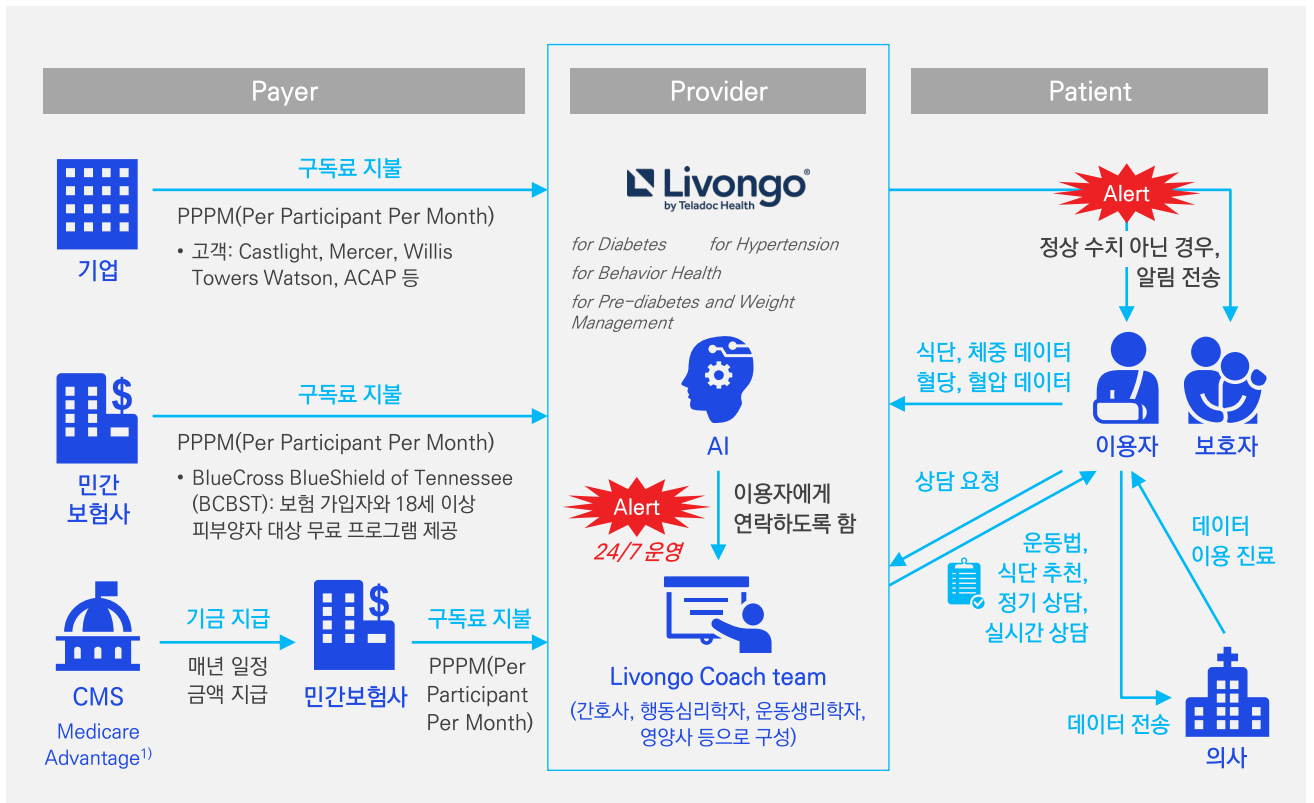 Payer
구독료 지불
PPPM(Per Participant Per Month)
• 고객: Castlight, Mercer, Willis
Towers Watson, ACAP 등
기업
구독료 지불
PPPM(Per Participant Per Month)
• BlueCross BlueShield of Tennessee
(BCBST): 보험 가입자와 18세 이상
피부양자 대상 무료 프로그램 제공
$
민간
보험사
기금 지급
매년 일정
금액 지급
CMS
Medicare
Advantage1)
$
민간보험사
구독료 지불
PPPM(Per
Participant
Per Month)
Provider
Livongo®
by Teladoc Health
for Diabetes for Hypertension
for Behavior Health
for Pre-diabetes and Weight
Management
AI
Alert
24/7 운영
이용자에게
연락하도록 함
Livongo Coach team
(간호사, 행동심리학자, 운동생리학자,
영양사 등으로 구성)
Patient
Alert
정상 수치 아닌 경우,
알림 전송
식단, 체중 데이터
혈당, 혈압 데이터
이용자
보호자
상담 요청
운동법,
식단 추천,
정기 상담,
실시간 상담
데이터
이용 진료
데이터 전송
의사